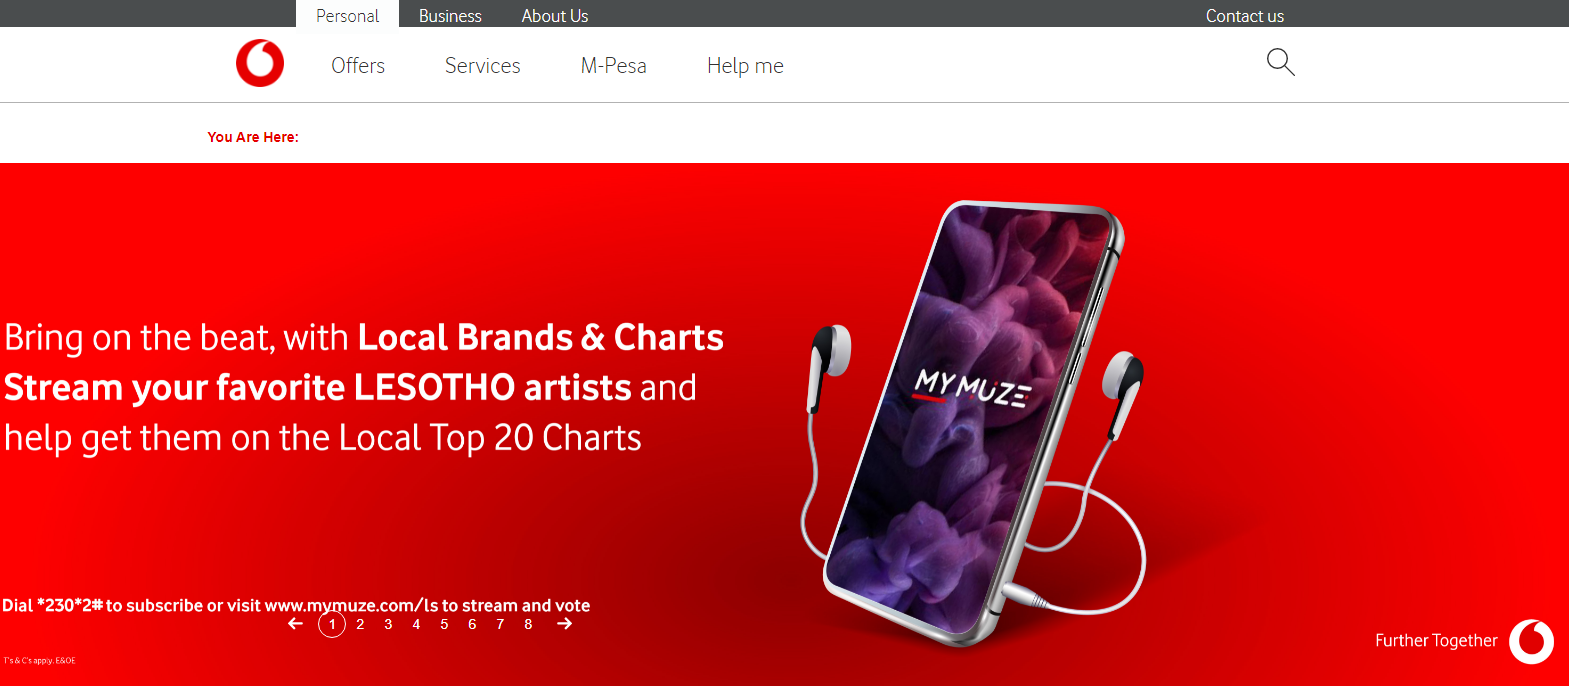 Personal Business About Us Contact us
Offers Services M-Pesa Help me
You Are Here:
Bring on the beat, with Local Brands & Charts
Stream your favorite LESOTHO artists and
help get them on the Local Top 20 Charts
MY MUZE
Dial *230*2# to subscribe or visit www.mymuze.com/ls to stream and vote
1 2 3 4 5 6 7 8
Further Together
T's & C's apply. E&OE